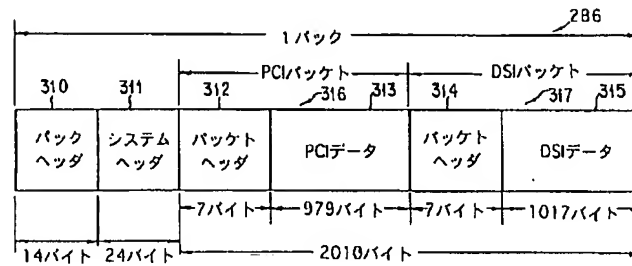 286
1パック
PCIパケット
DSIパケット
310
311
312
316
313
314
317
315
パック
ヘッダ
システム
ヘッダ
パケット
ヘッダ
PCIデータ
パケット
ヘッダ
DSIデータ
7バイト
979バイト
7バイト
1017バイト
14バイト
24バイト
2010バイト